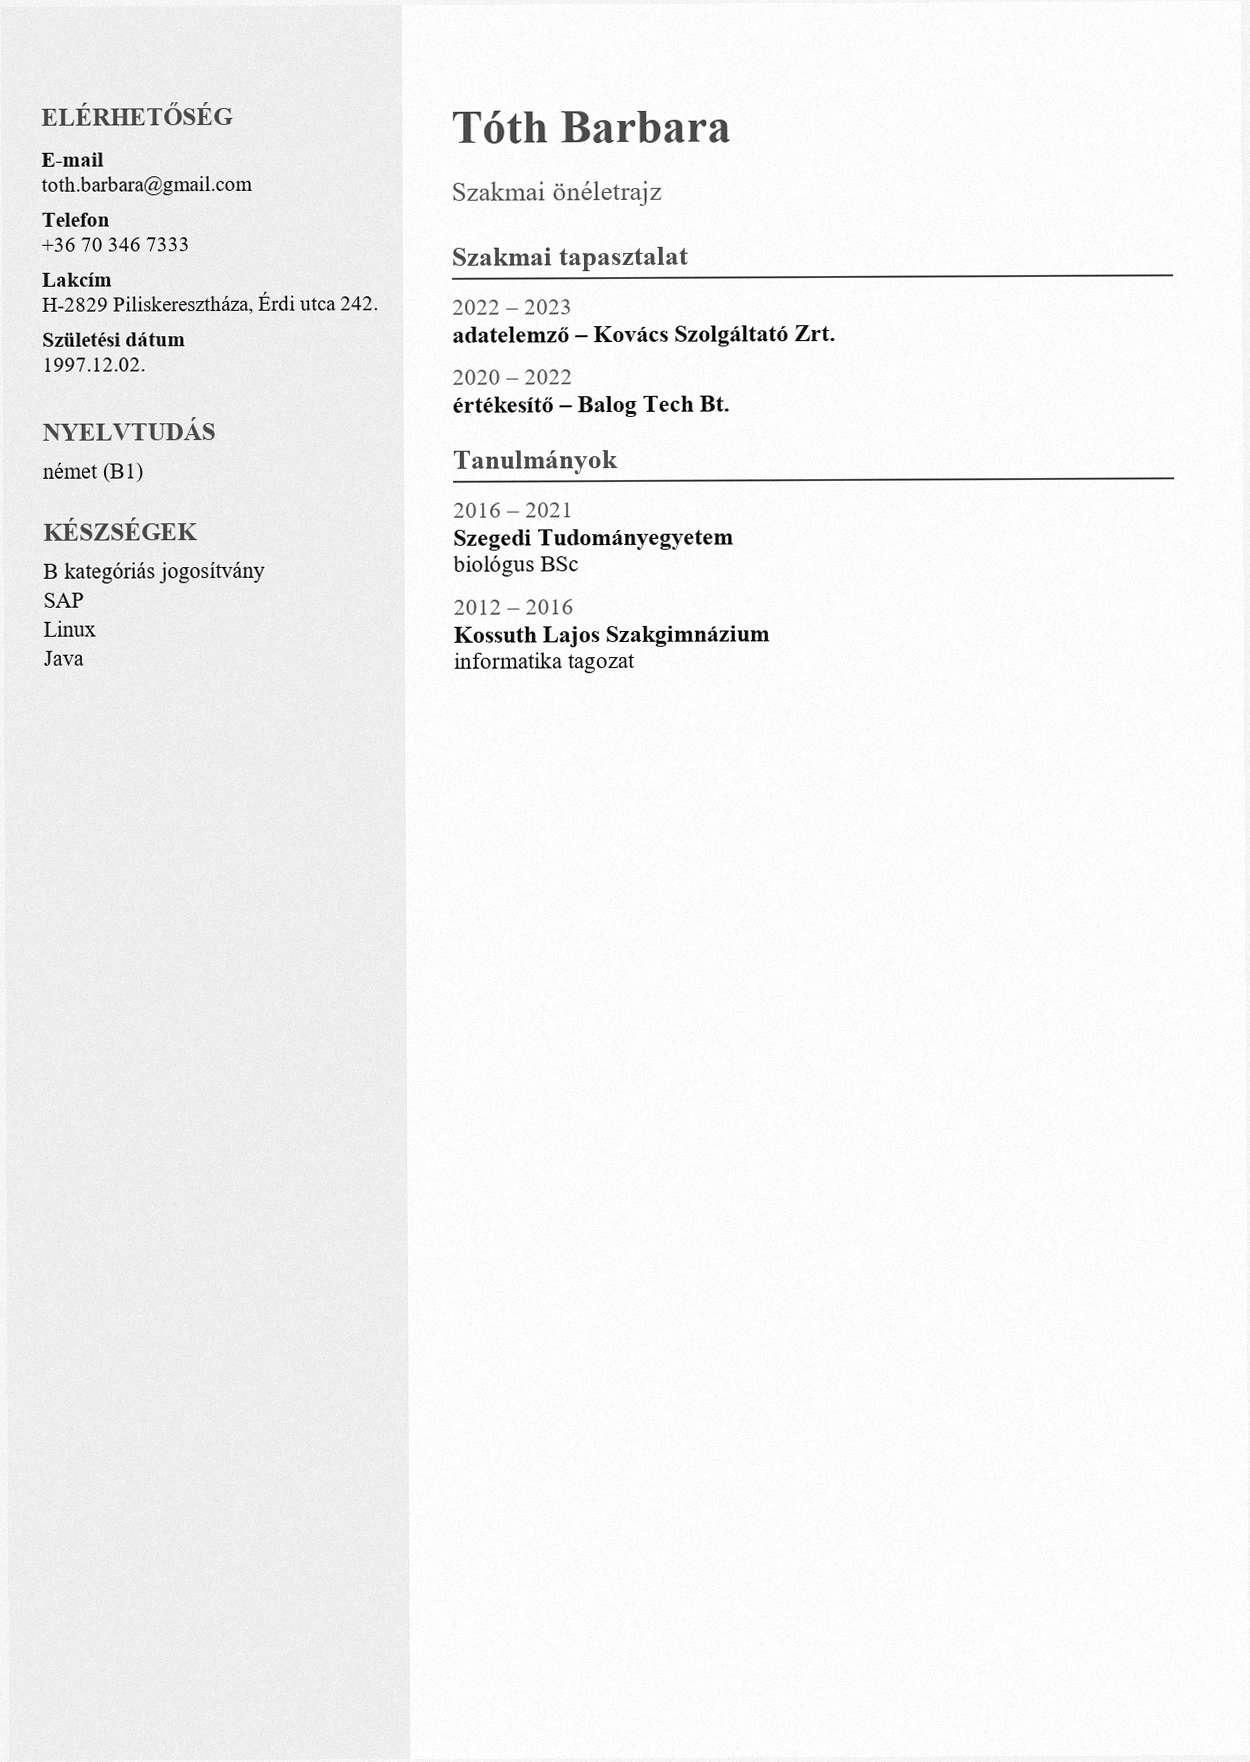 ELÉRHETŐSÉG
E-mail
toth.barbara@gmail.com
Telefon
+36 70 346 7333
Lakcím
H-2829 Piliskeresztháza, Érdi utca 242.
Születési dátum
1997.12.02.
NYELVTUDÁS
német (B1)
KÉSZSÉGEK
B kategóriás jogosítvány
SAP
Linux
Java
Tóth Barbara
Szakmai önéletrajz
Szakmai tapasztalat
2022 – 2023
adatelemző – Kovács Szolgáltató Zrt.
2020 – 2022
értékesítő – Balog Tech Bt.
Tanulmányok
2016 – 2021
Szegedi Tudományegyetem
biológus BSc
2012 – 2016
Kossuth Lajos Szakgimnázium
informatika tagozat